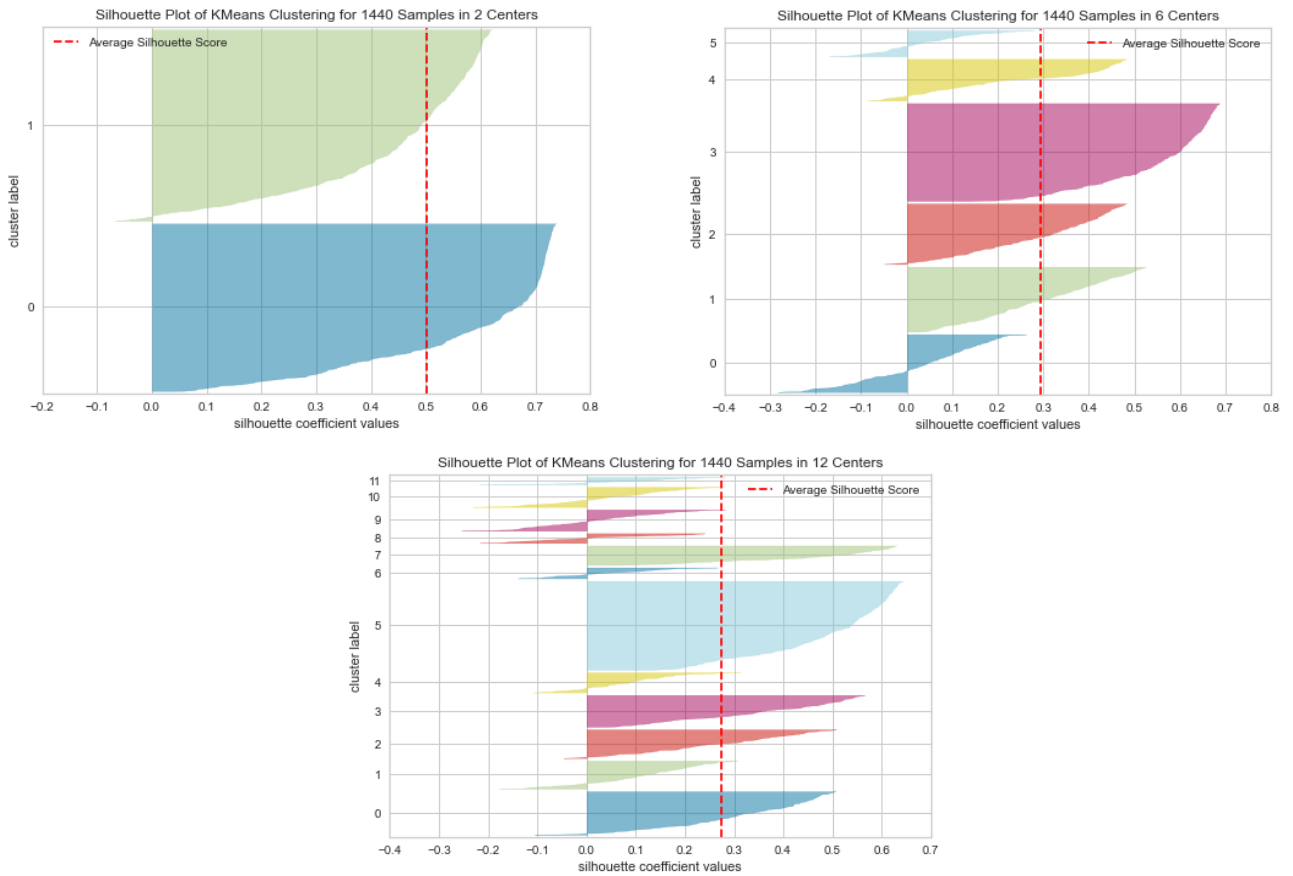 Silhouette Plot of KMeans Clustering for 1440 Samples in 2 Centers
Average Silhouette Score
1
0
cluster label
−0.2 −0.1 0.0 0.1 0.2 0.3 0.4 0.5 0.6 0.7 0.8
silhouette coefficient values
Silhouette Plot of KMeans Clustering for 1440 Samples in 6 Centers
Average Silhouette Score
5
4
3
2
1
0
cluster label
−0.4 −0.3 −0.2 −0.1 0.0 0.1 0.2 0.3 0.4 0.5 0.6 0.7 0.8
silhouette coefficient values
Silhouette Plot of KMeans Clustering for 1440 Samples in 12 Centers
Average Silhouette Score
11
10
9
8
7
6
5
4
3
2
1
0
cluster label
−0.4 −0.3 −0.2 −0.1 0.0 0.1 0.2 0.3 0.4 0.5 0.6 0.7
silhouette coefficient values